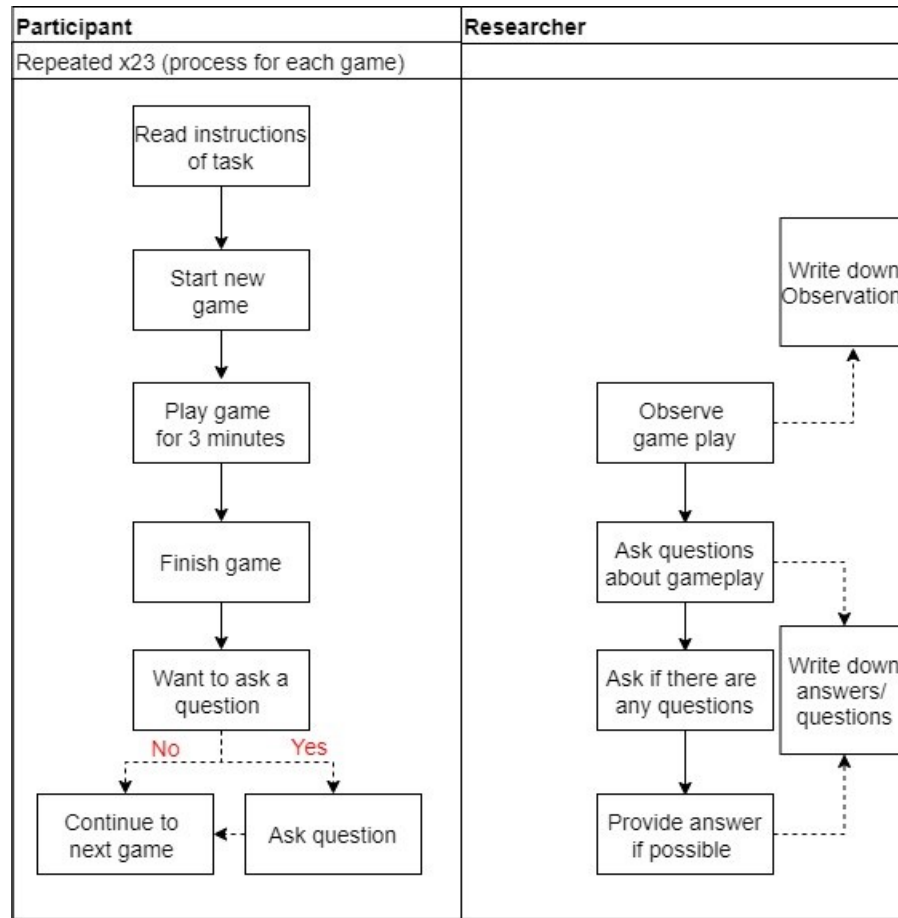 Participant
Repeated x23 (process for each game)
Read instructions
of task
Start new
game
Play game
for 3 minutes
Finish game
Want to ask a
question
No
Yes
Continue to
next game
Ask question
Researcher
Write down
Observation
Observe
game play
Ask questions
about gameplay
Ask if there are
any questions
Write down
answers/
questions
Provide answer
if possible